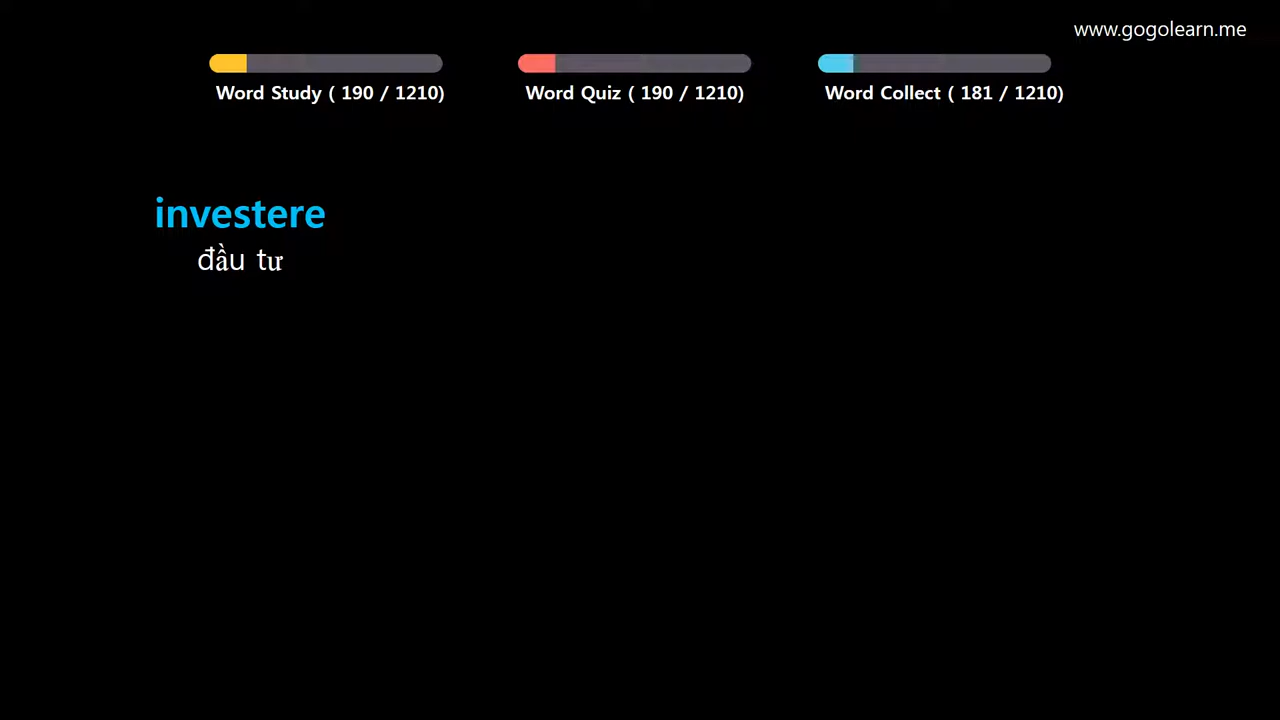 www.gogolearn.me
Word Study ( 190 / 1210)
Word Quiz ( 190 / 1210)
Word Collect ( 181 / 1210)
investere
đầu tư